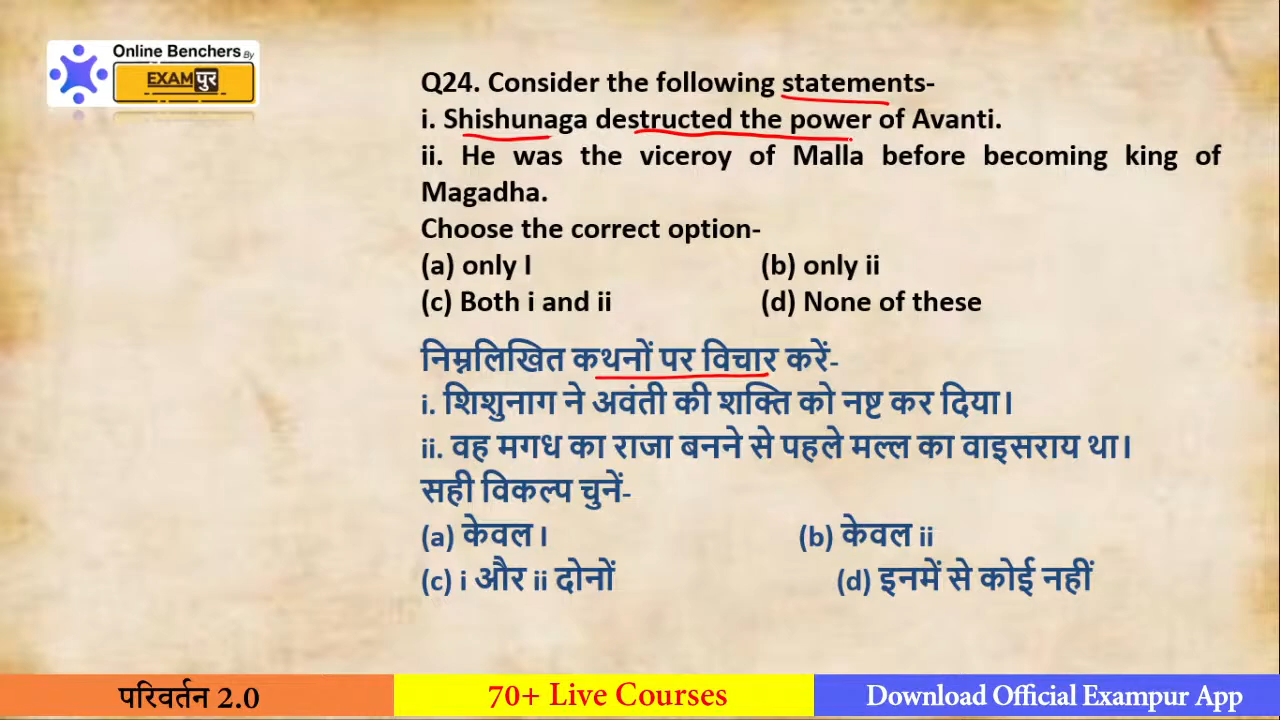 Online Benchers By
EXAMपुर
Q24. Consider the following statements-
i. Shishunaga destructed the power of Avanti.
ii. He was the viceroy of Malla before becoming king of
Magadha.
Choose the correct option-
(a) only I (b) only ii
(c) Both i and ii (d) None of these
निम्नलिखित कथनों पर विचार करें-
i. शिशुनाग ने अवंती की शक्ति को नष्ट कर दिया।
ii. वह मगध का राजा बनने से पहले मल्ल का वाइसराय था।
सही विकल्प चुनें-
(a) केवल I (b) केवल ii
(c) i और ii दोनों (d) इनमें से कोई नहीं
परिवर्तन 2.0 70+ Live Courses Download Official Exampur App